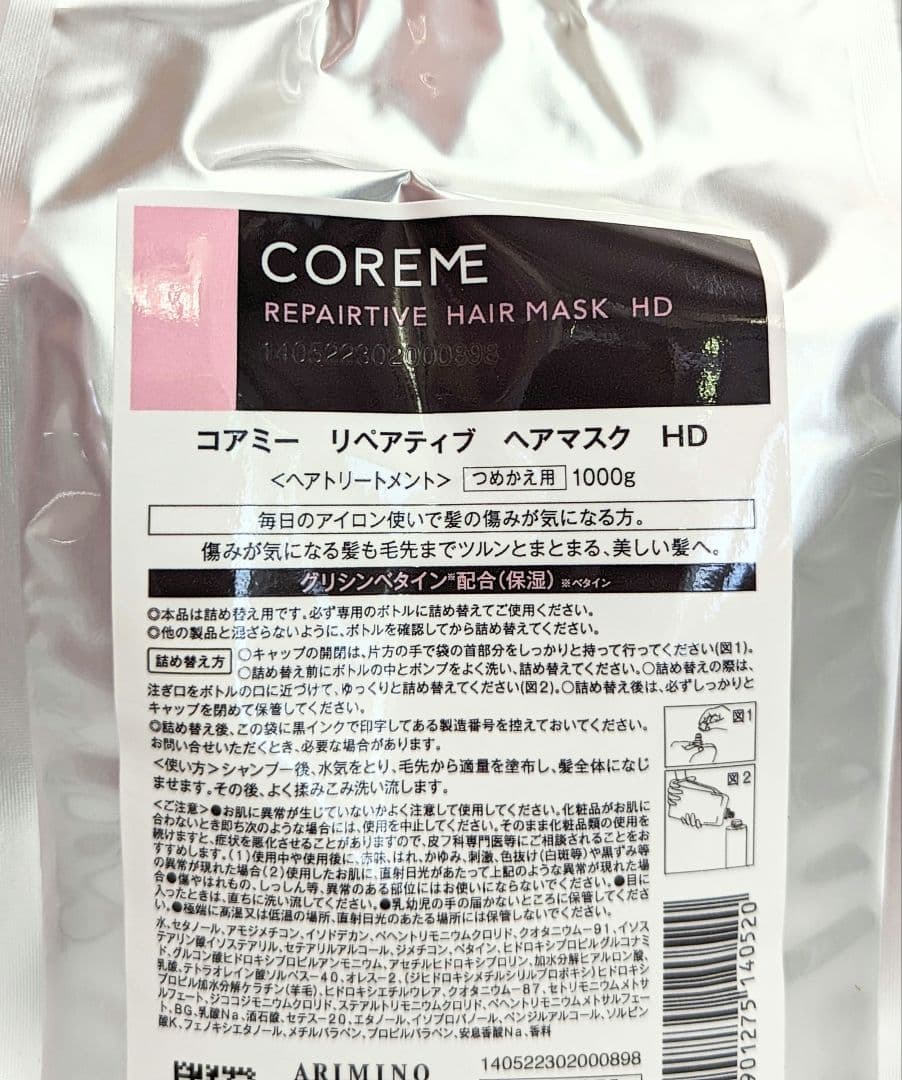 COREME
REPAIRTIVE HAIR MASK HD
140522302000898
コアミー リペアティブ ヘアマスク HD
<ヘアトリートメント> つめかえ用 1000g
毎日のアイロン使いで髪の傷みが気になる方。
傷みが気になる髪も毛先までツルンとまとまる、美しい髪へ。
グリシンベタイン※配合(保湿) ※ベタイン
◎本品は詰め替え用です。必ず専用のボトルに詰め替えてご使用ください。
◎他の製品と混ざらないように、ボトルを確認してから詰め替えてください。
詰め替え方 ○キャップの開閉は、片方の手で袋の首部分をしっかりと持って行ってください(図1)。
○詰め替え前にボトルの中とポンプをよく洗い、詰め替えてください。○詰め替えの際は、
注ぎ口をボトルの口に近づけて、ゆっくりと詰め替えてください(図2)。○詰め替え後は、必ずしっかりと
キャップを閉めて保管してください。
◎詰め替え後、この袋に黒インクで印字してある製造番号を控えておいてください。
お問い合せいただくとき、必要な場合があります。
図1
<使い方>シャンプー後、水気をとり、毛先から適量を塗布し、髪全体になじ
ませます。その後、よく揉みこみ洗い流します。
図2
<ご注意>●お肌に異常が生じていないかよく注意して使用してください。化粧品がお肌に
合わないとき即ち次のような場合には、使用を中止してください。そのまま化粧品類の使用を
続けますと、症状を悪化させることがありますので、皮フ科専門医等にご相談されることをお
すすめします。(1)使用中や使用後に、赤味、はれ、かゆみ、刺激、色抜け(白斑等)や黒ずみ等
の異常が現れた場合(2)使用したお肌に、直射日光があたって上記のような異常が現れた場
合●傷やはれもの、しっしん等、異常のある部位にはお使いにならないでください。●目に
入ったときは、直ちに洗い流してください。●乳幼児の手の届かないところに保管してくださ
い。●極端に高温又は低温の場所、直射日光のあたる場所には保管しないでください。
水、セタノール、アモジメチコン、イソドデカン、ベヘントリモニウムクロリド、クオタニウム-91、イソス
テアリン酸イソステアリル、セテアリルアルコール、ジメチコン、ベタイン、ヒドロキシプロピルグルコナミ
ド、グルコン酸ヒドロキシプロピルアンモニウム、アセチルヒドロキシプロリン、加水分解ヒアルロン酸、
乳酸、テトラオレイン酸ソルベス-40、オレス-2、(ジヒドロキシメチルシリルプロポキシ)ヒドロキシ
プロピル加水分解ケラチン(羊毛)、ヒドロキシエチルウレア、クオタニウム-87、セトリモニウムメトサ
ルフェート、ジココジモニウムクロリド、ステアルトリモニウムクロリド、ベヘントリモニウムメトサルフェー
ト、BG、乳酸Na、酒石酸、セテス-20、エタノール、イソプロパノール、ベンジルアルコール、ソルビン
酸K、フェノキシエタノール、メチルパラベン、プロピルパラベン、安息香酸Na、香料
ARIMINO
140522302000898
901275140520